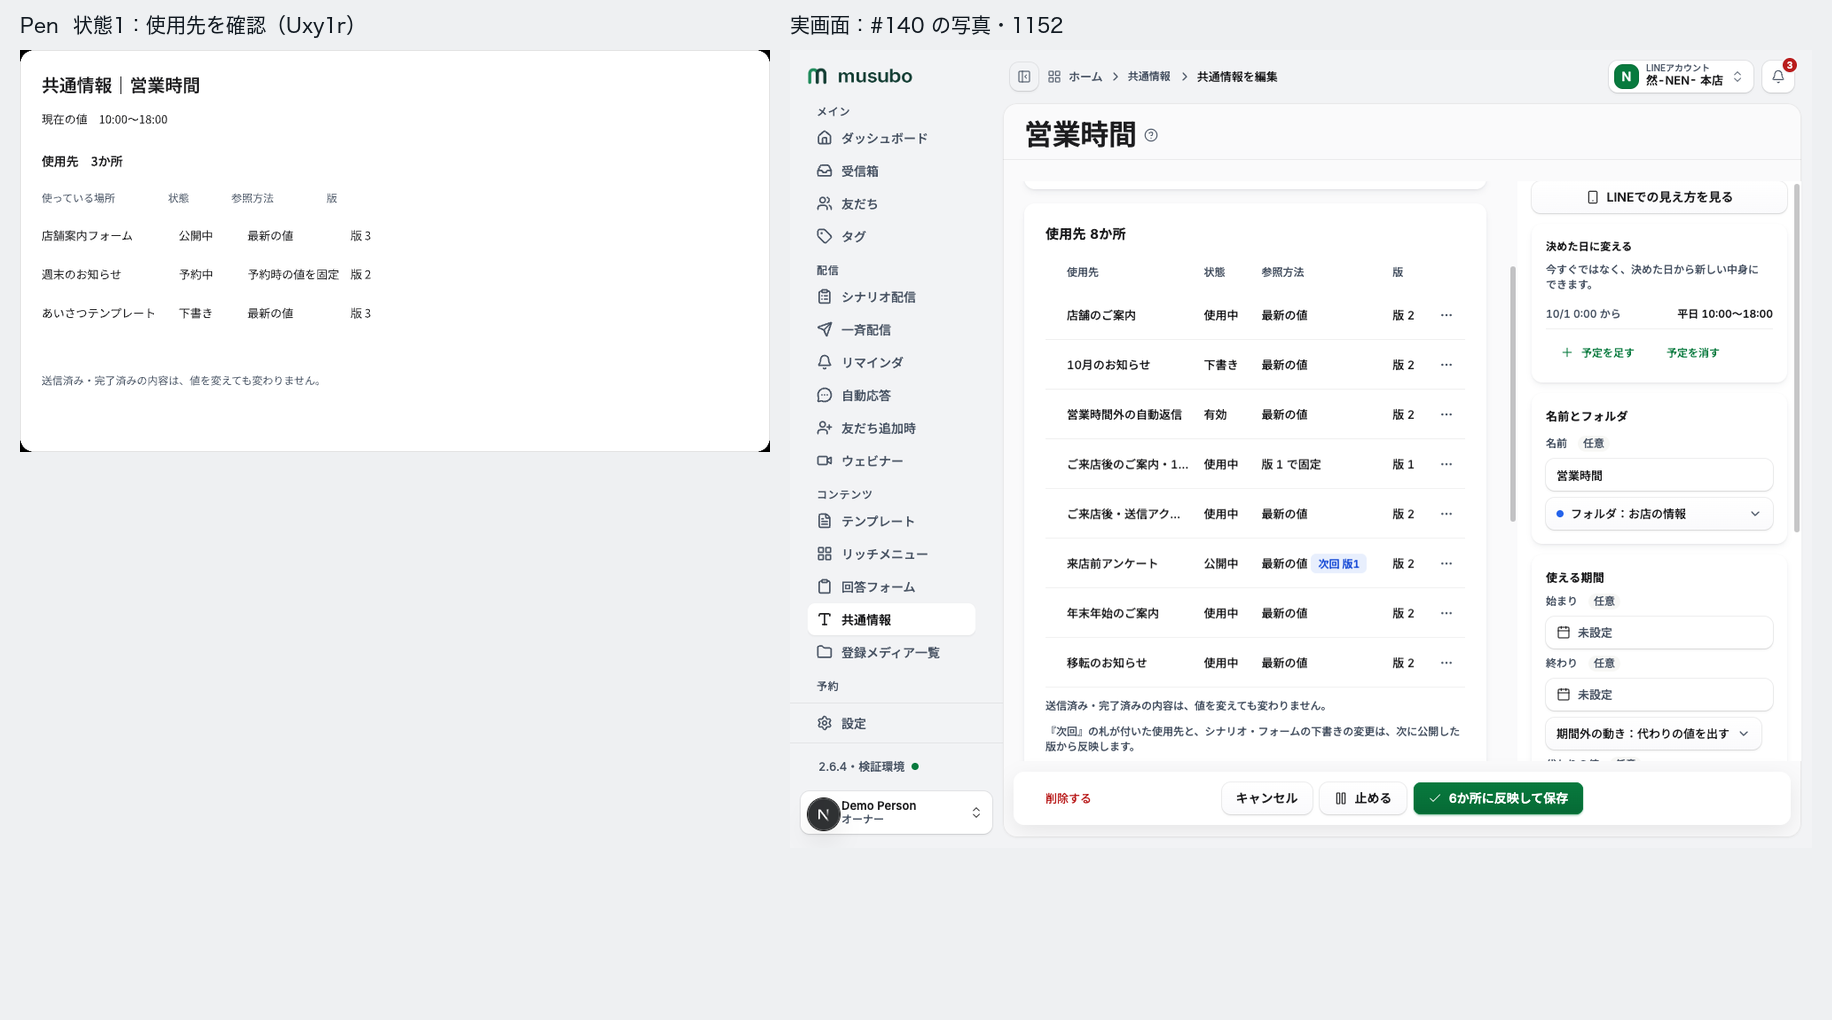 Pen 状態1：使用先を確認（Uxy1r）
共通情報｜営業時間
現在の値 10:00〜18:00
使用先 3か所
使っている場所 状態 参照方法 版
店舗案内フォーム 公開中 最新の値 版 3
週末のお知らせ 予約中 予約時の値を固定 版 2
あいさつテンプレート 下書き 最新の値 版 3
送信済み・完了済みの内容は、値を変えても変わりません。
実画面：#140 の写真・1152
musubo
メイン
ダッシュボード
受信箱
友だち
タグ
配信
シナリオ配信
一斉配信
リマインダ
自動応答
友だち追加時
ウェビナー
コンテンツ
テンプレート
リッチメニュー
回答フォーム
共通情報
登録メディア一覧
予約
設定
2.6.4・検証環境
N
Demo Person
オーナー
ホーム > 共通情報 > 共通情報を編集
N
LINEアカウント
然-NEN- 本店
3
営業時間
使用先 8か所
使用先 状態 参照方法 版
店舗のご案内 使用中 最新の値 版 2 …
10月のお知らせ 下書き 最新の値 版 2 …
営業時間外の自動返信 有効 最新の値 版 2 …
ご来店後のご案内・1... 使用中 版 1 で固定 版 1 …
ご来店後・送信アク... 使用中 最新の値 版 2 …
来店前アンケート 公開中 最新の値 次回 版1 版 2 …
年末年始のご案内 使用中 最新の値 版 2 …
移転のお知らせ 使用中 最新の値 版 2 …
送信済み・完了済みの内容は、値を変えても変わりません。
『次回』の札が付いた使用先と、シナリオ・フォームの下書きの変更は、次に公開した
版から反映します。
LINEでの見え方を見る
決めた日に変える
今すぐではなく、決めた日から新しい中身に
できます。
10/1 0:00 から 平日 10:00〜18:00
＋ 予定を足す 予定を消す
名前とフォルダ
名前 任意
営業時間
フォルダ：お店の情報
使える期間
始まり 任意
未設定
終わり 任意
未設定
期間外の動き：代わりの値を出す
削除する
キャンセル
止める
6か所に反映して保存